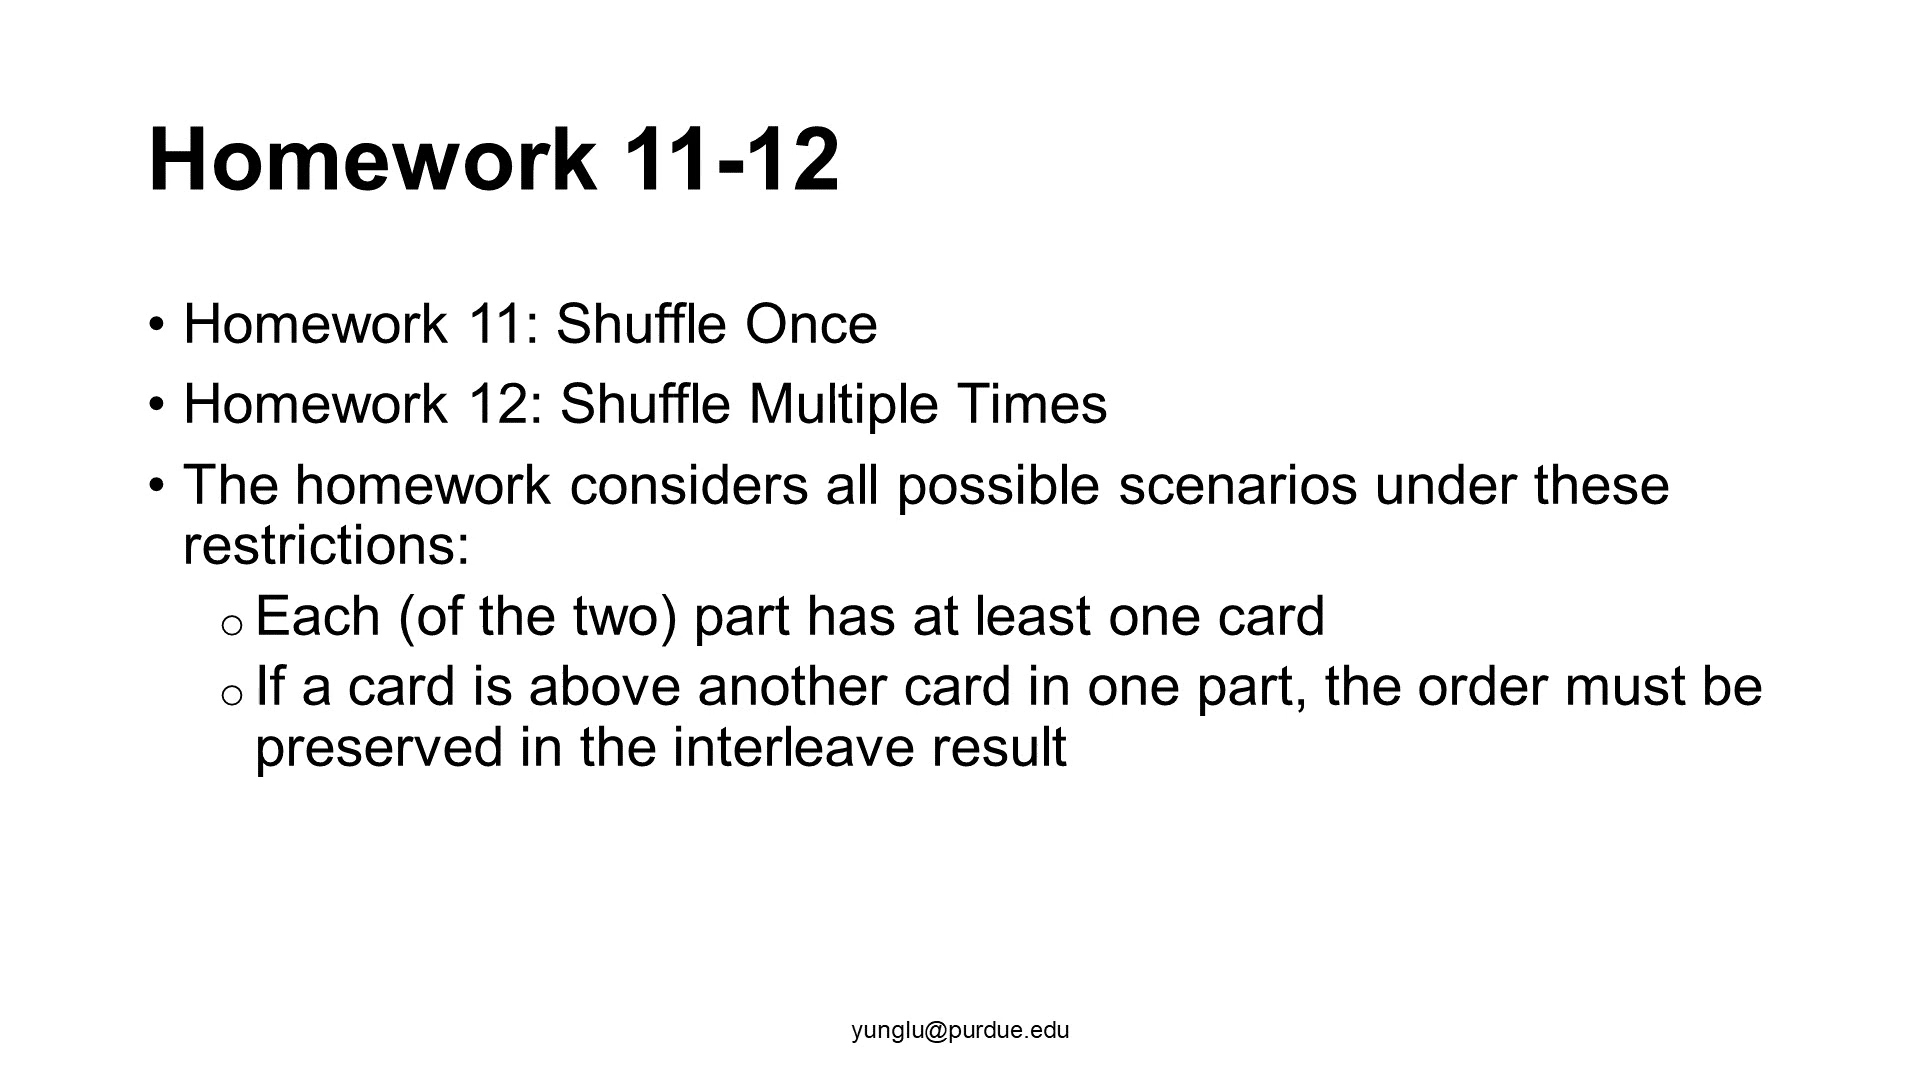 Homework 11-12
• Homework 11: Shuffle Once
• Homework 12: Shuffle Multiple Times
• The homework considers all possible scenarios under these
restrictions:
o Each (of the two) part has at least one card
o If a card is above another card in one part, the order must be
preserved in the interleave result
yunglu@purdue.edu